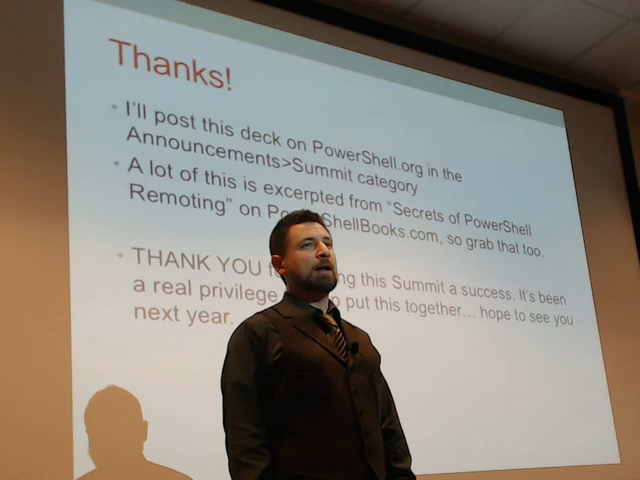 Thanks!
• I'll post this deck on PowerShell.org in the
Announcements>Summit category
• A lot of this is excerpted from "Secrets of PowerShell
Remoting" on ShellBooks.com, so grab that too.
• THANK YOU this Summit a success. It's been
a real privilege put this together… hope to see you
next year.